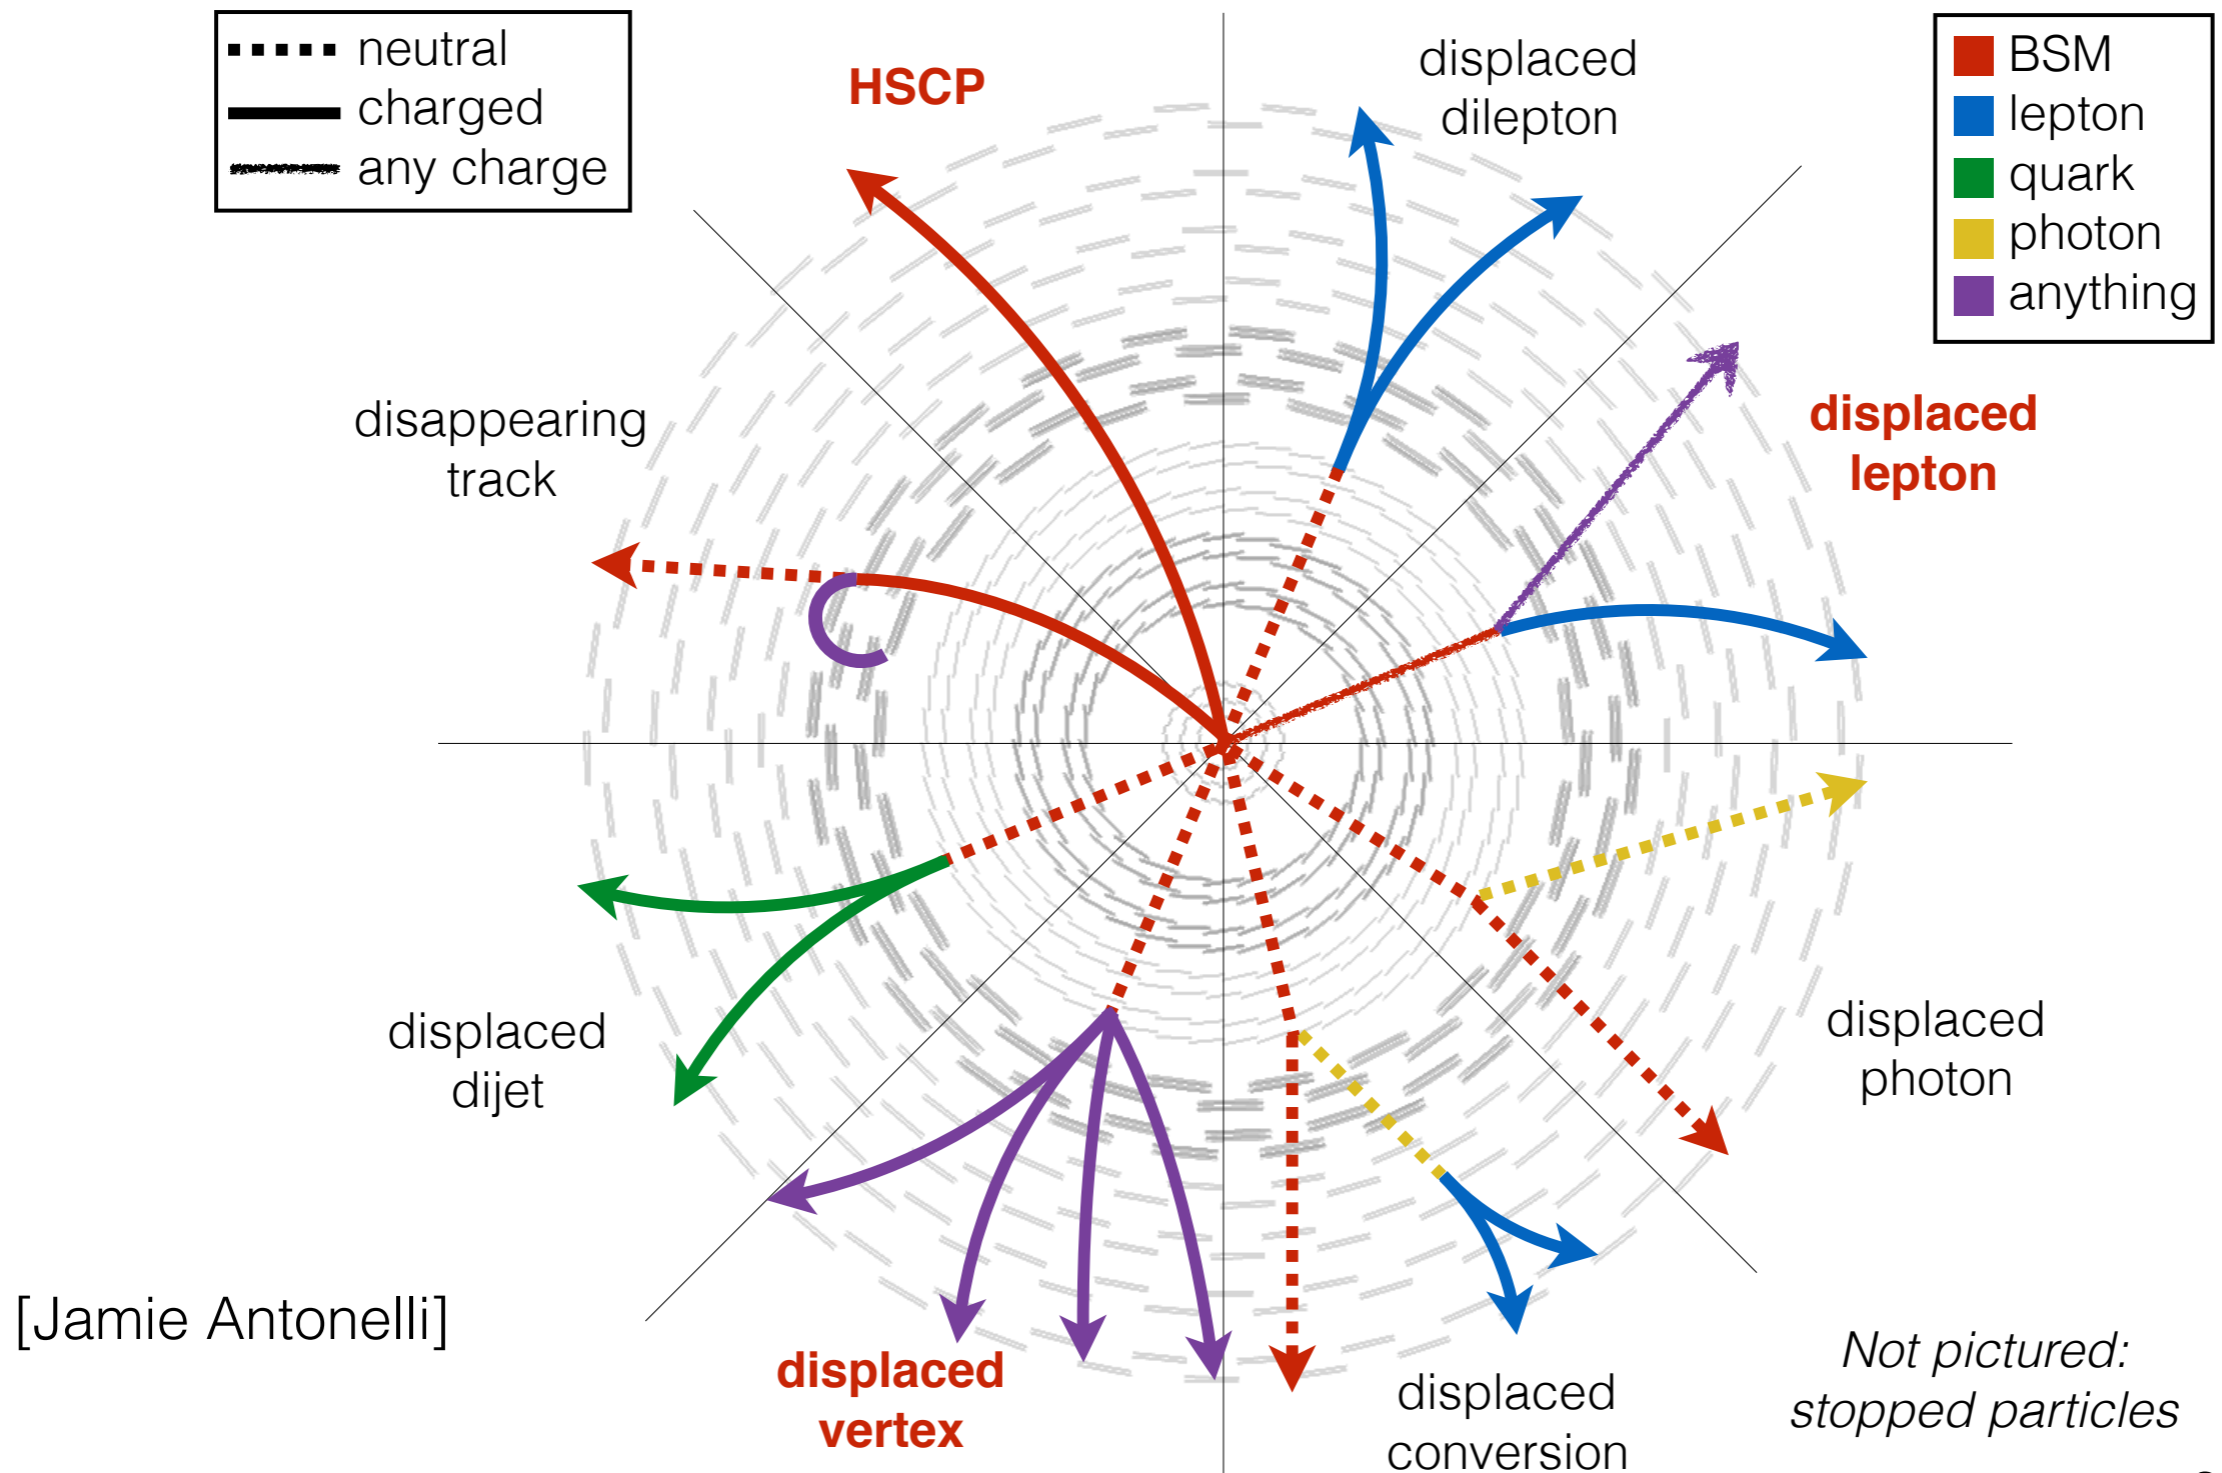 neutral
charged
any charge
HSCP
displaced
dilepton
BSM
lepton
quark
photon
anything
disappearing
track
displaced
lepton
displaced
dijet
displaced
photon
[Jamie Antonelli]
displaced
vertex
displaced
conversion
Not pictured:
stopped particles